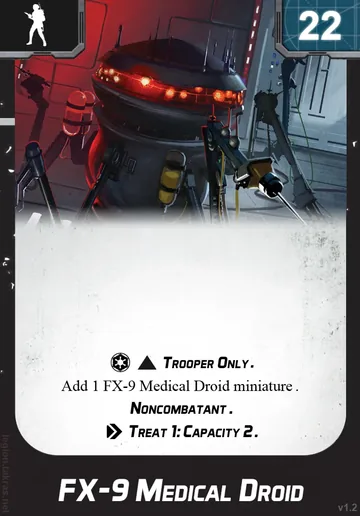 22
TROOPER ONLY.
Add 1 FX-9 Medical Droid miniature.
NONCOMBATANT.
TREAT 1: CAPACITY 2.
FX-9 MEDICAL DROID
v1.2